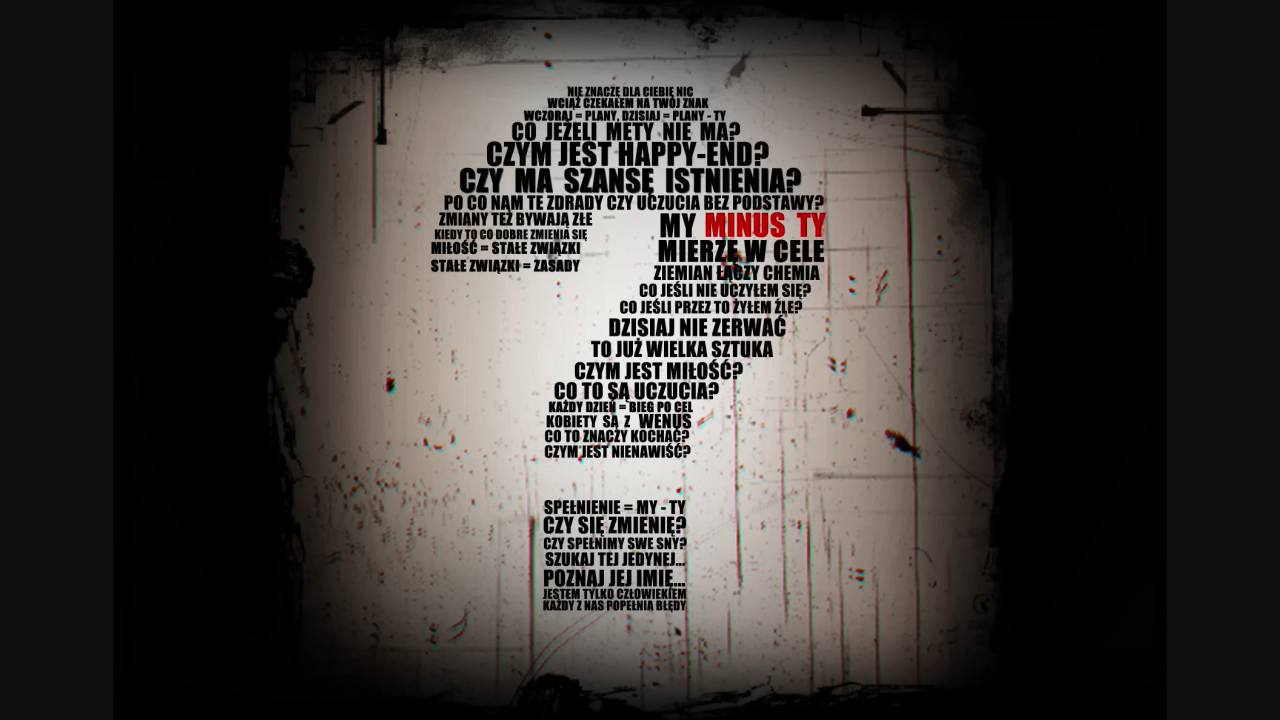 NIE ZNACZĘ DLA CIEBIE NIC
WCIĄŻ CZEKAŁEM NA TWÓJ ZNAK
WCZORAJ = PLANY, DZISIAJ = PLANY - TY
CO JEŻELI METY NIE MA?
CZYM JEST HAPPY-END?
CZY MA SZANSĘ ISTNIENIA?
PO CO NAM TE ZDRADY CZY UCZUCIA BEZ PODSTAWY?
ZMIANY TEŻ BYWAJĄ ZŁE
KIEDY TO CO DOBRE ZMIENIA SIĘ
MIŁOŚĆ = STAŁE ZWIĄZKI
STAŁE ZWIĄZKI = ZASADY
MY MINUS TY
MIERZĘ W CELE
ZIEMIAN ŁĄCZY CHEMIA
CO JEŚLI NIE UCZYŁEM SIĘ?
CO JEŚLI PRZEZ TO ŻYŁEM ŹLE?
DZISIAJ NIE ZERWAĆ
TO JUŻ WIELKA SZTUKA
CZYM JEST MIŁOŚĆ?
CO TO SĄ UCZUCIA?
KAŻDY DZIEŃ = BIEG PO CEL
KOBIETY SĄ Z WENUS
CO TO ZNACZY KOCHAĆ?
CZYM JEST NIENAWIŚĆ?
SPEŁNIENIE = MY - TY
CZY SIĘ ZMIENIĘ?
CZY SPEŁNIMY SWE SNY?
SZUKAJ TEJ JEDYNEJ...
POZNAJ JEJ IMIĘ...
JESTEM TYLKO CZŁOWIEKIEM
KAŻDY Z NAS POPEŁNIA BŁĘDY